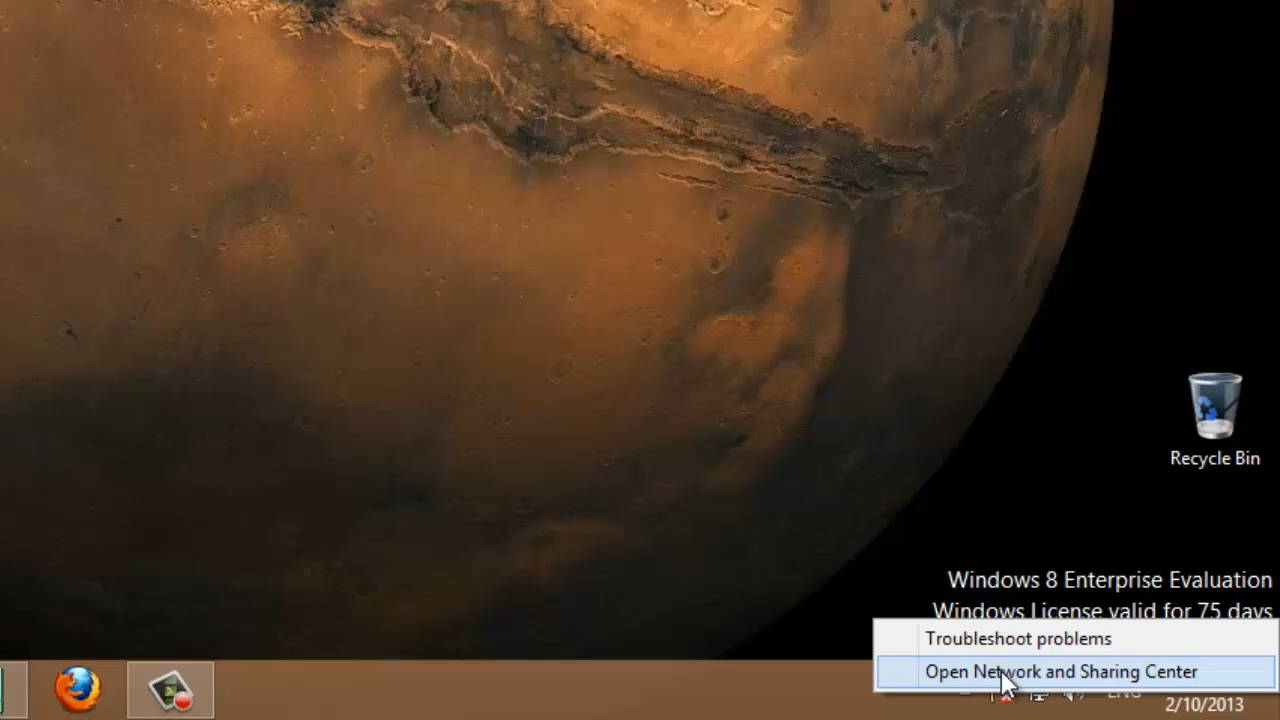 Recycle Bin
Windows 8 Enterprise Evaluation
Windows License valid for 75 days
Troubleshoot problems
Open Network and Sharing Center
ENG
2/10/2013